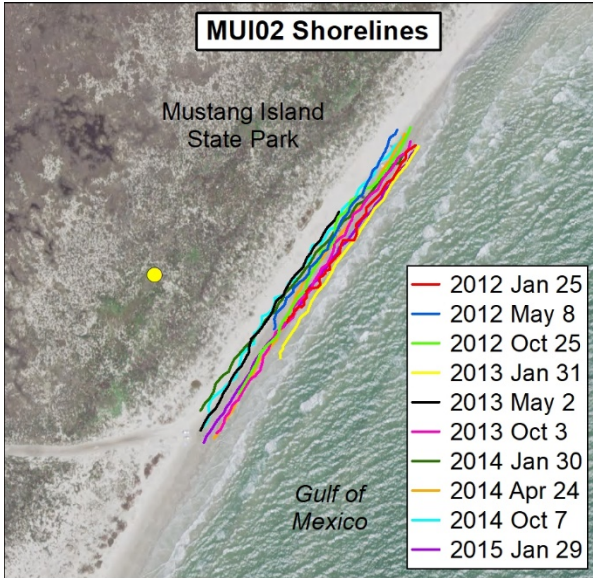 MUI02 Shorelines
Mustang Island
State Park
2012 Jan 25
2012 May 8
2012 Oct 25
2013 Jan 31
2013 May 2
2013 Oct 3
2014 Jan 30
2014 Apr 24
2014 Oct 7
2015 Jan 29
Gulf of
Mexico